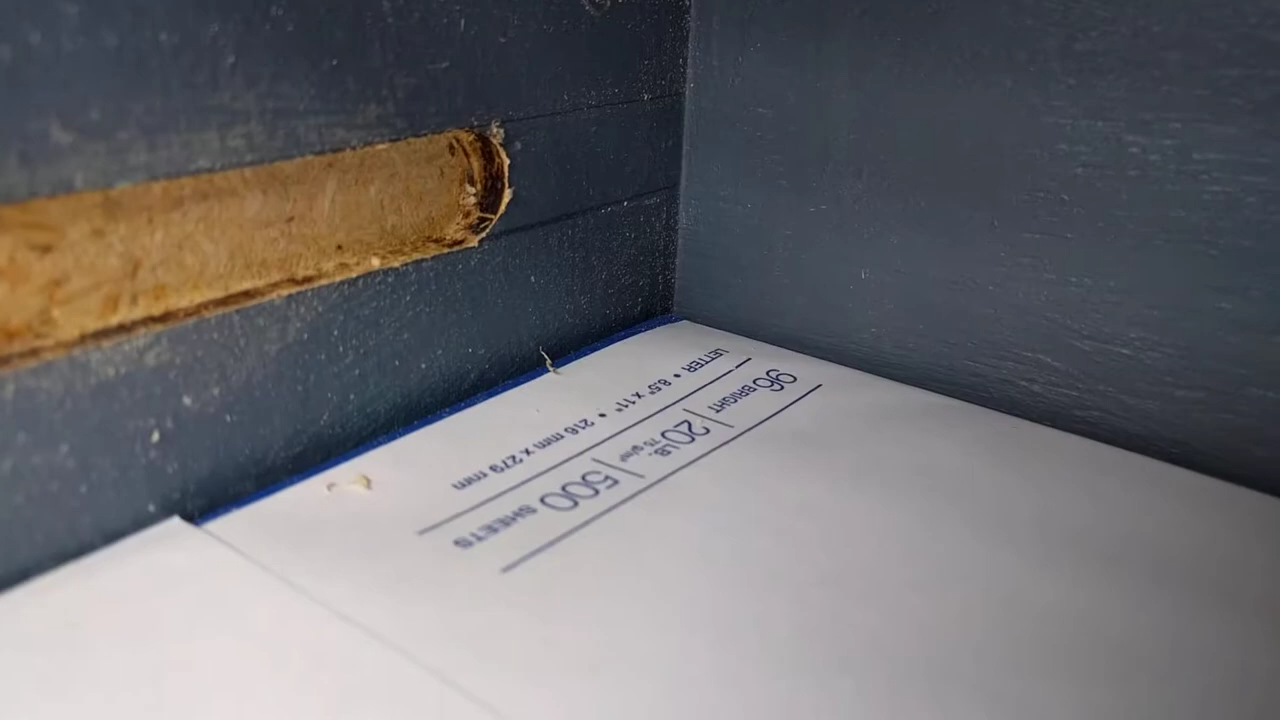 96 BRIGHT | 20 LB. 75 g/m² | 500 SHEETS
LETTER • 8.5" x 11" • 216 mm x 279 mm